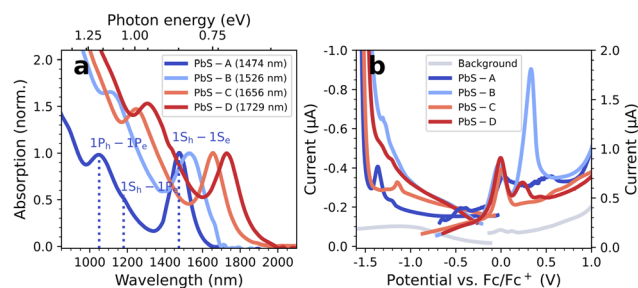 Photon energy (eV)
1.25 1.00 0.75
a
PbS − A (1474 nm)
PbS − B (1526 nm)
PbS − C (1656 nm)
PbS − D (1729 nm)
1Pₕ − 1Pₑ
1Sₕ − 1Sₑ
1Sₕ − 1P
Absorption (norm.)
2.0
1.5
1.0
0.5
0.0
1000 1200 1400 1600 1800 2000
Wavelength (nm)
b
Background
PbS − A
PbS − B
PbS − C
PbS − D
Current (μA)
-1.0
-0.8
-0.6
-0.4
-0.2
0.0
2.0
1.5
1.0
0.5
0.0
Current (μA)
-1.5 -1.0 -0.5 0.0 0.5 1.0
Potential vs. Fc/Fc⁺ (V)